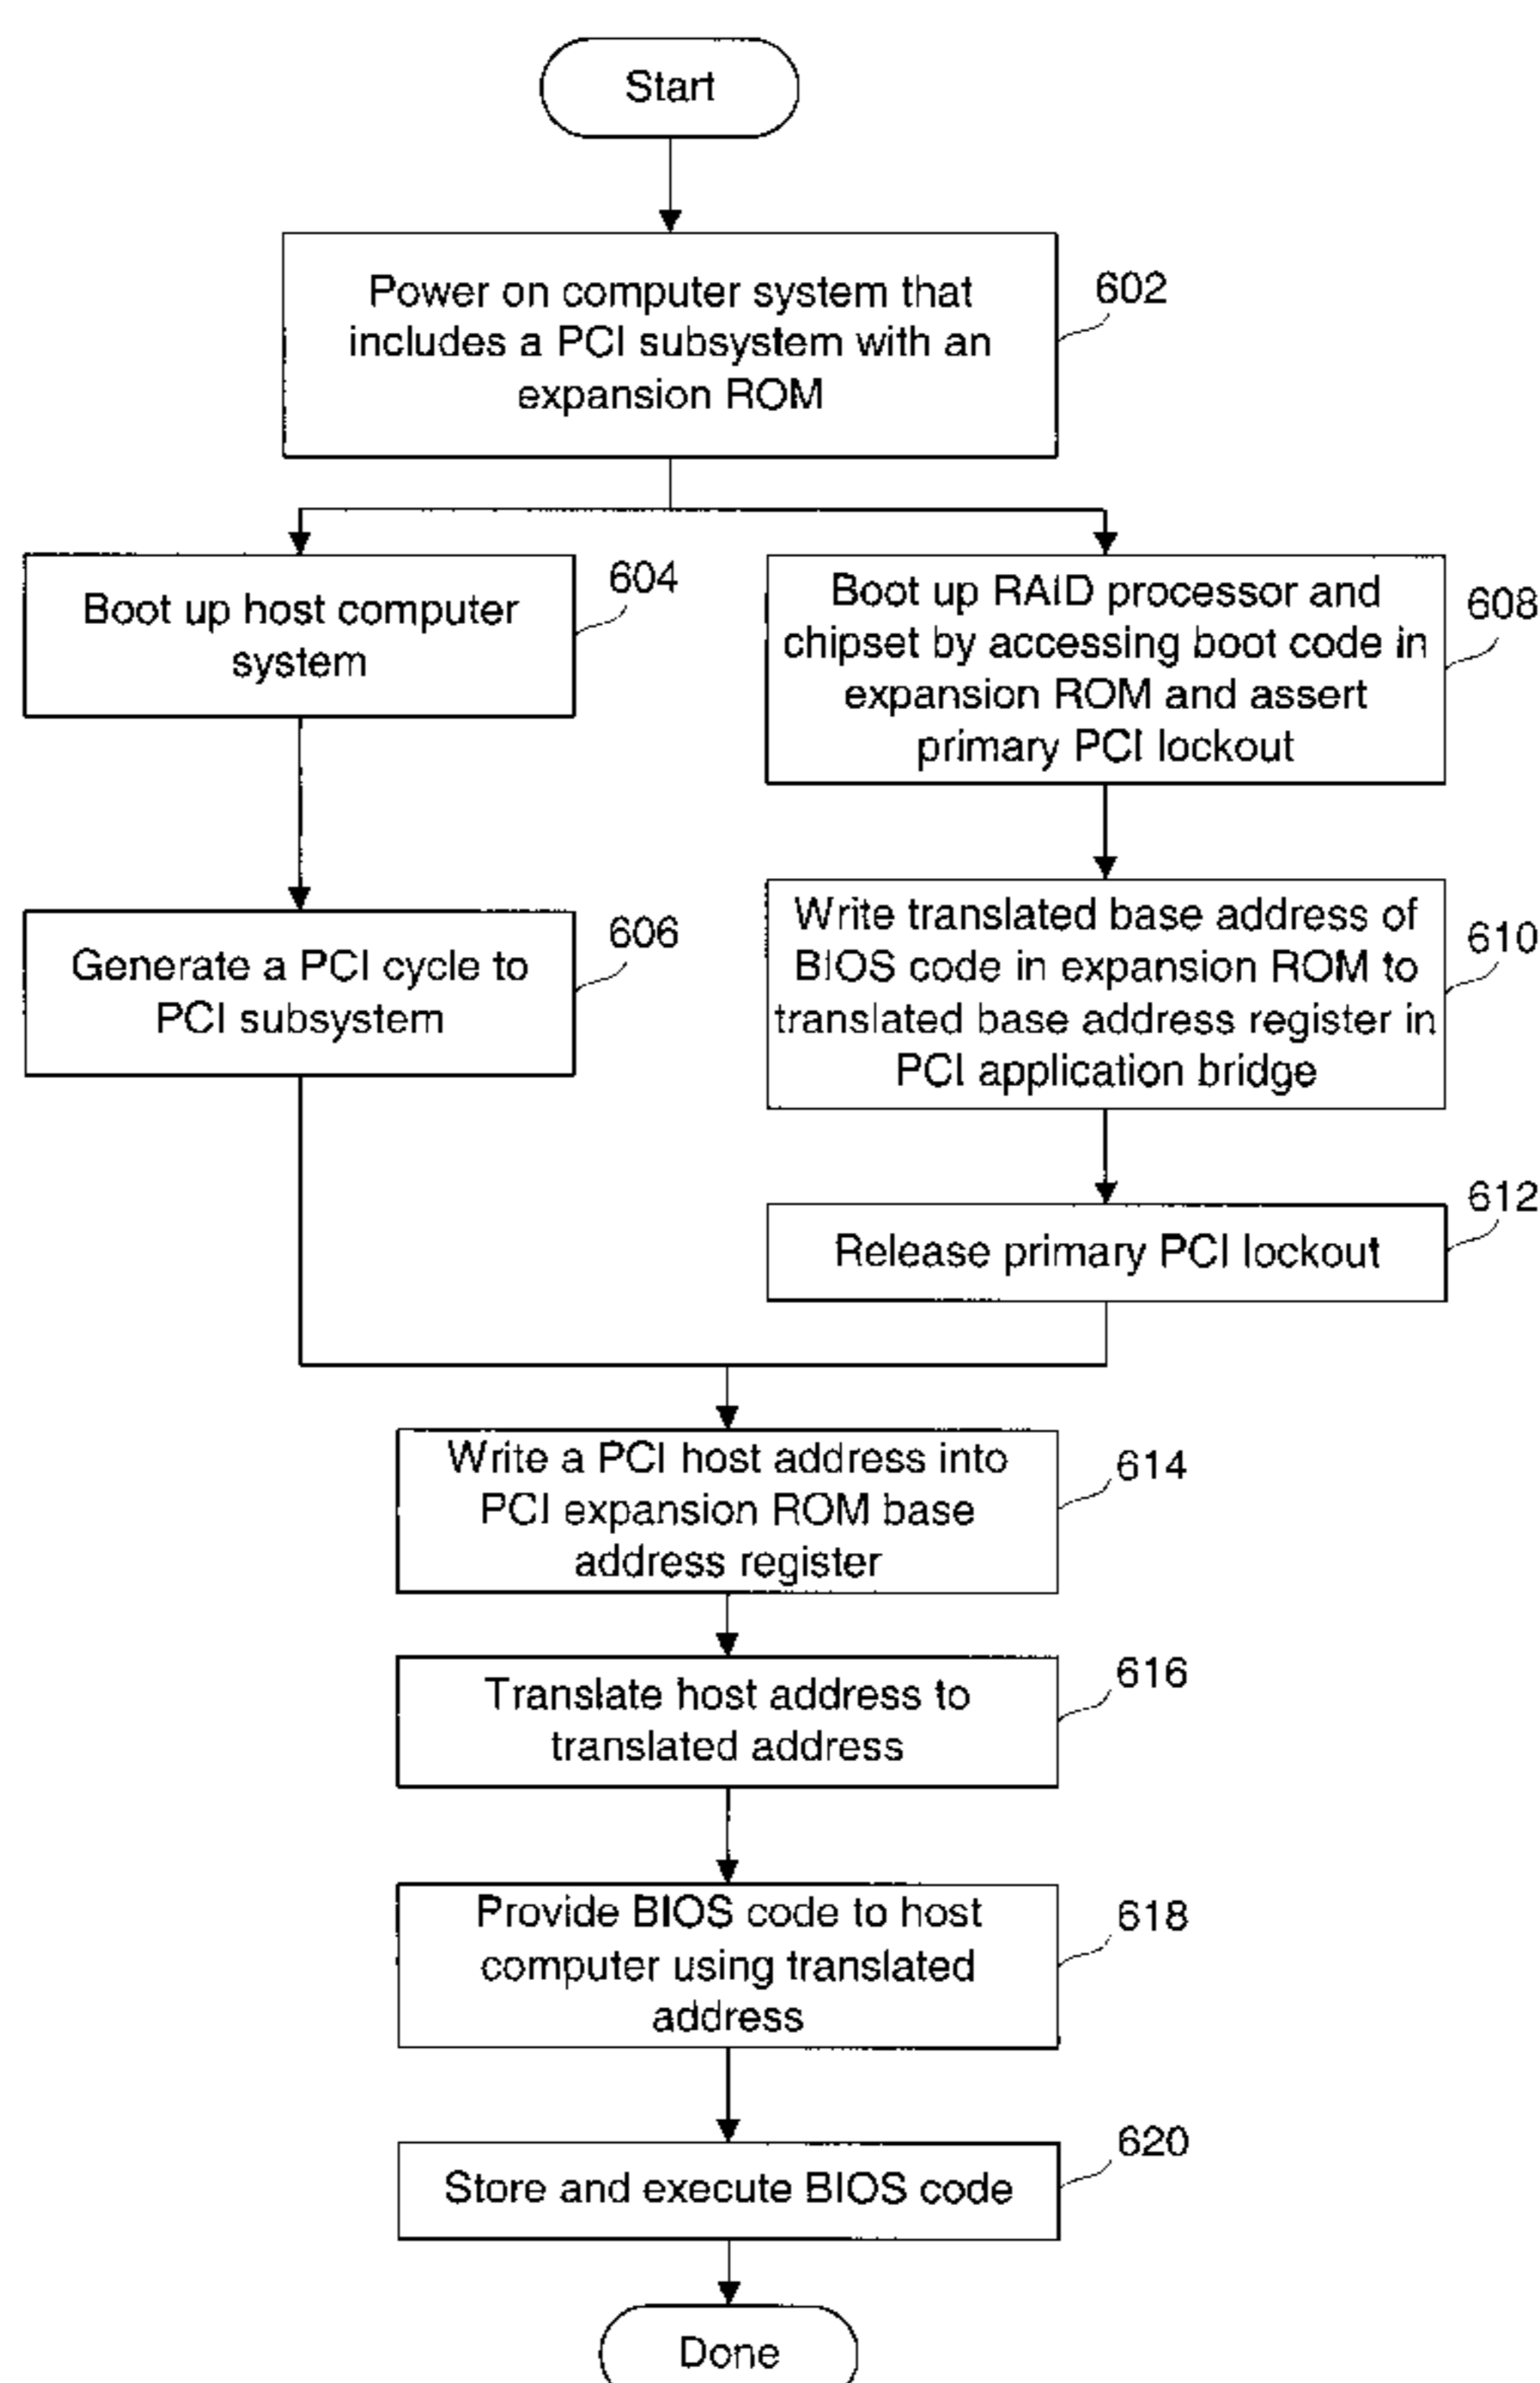 Start
Power on computer system that
includes a PCI subsystem with an
expansion ROM
602
Boot up host computer
system
604
Boot up RAID processor and
chipset by accessing boot code in
expansion ROM and assert
primary PCI lockout
608
Generate a PCI cycle to
PCI subsystem
606
Write translated base address of
BIOS code in expansion ROM to
translated base address register in
PCI application bridge
610
Release primary PCI lockout
612
Write a PCI host address into
PCI expansion ROM base
address register
614
Translate host address to
translated address
616
Provide BIOS code to host
computer using translated
address
618
Store and execute BIOS code
620
Done